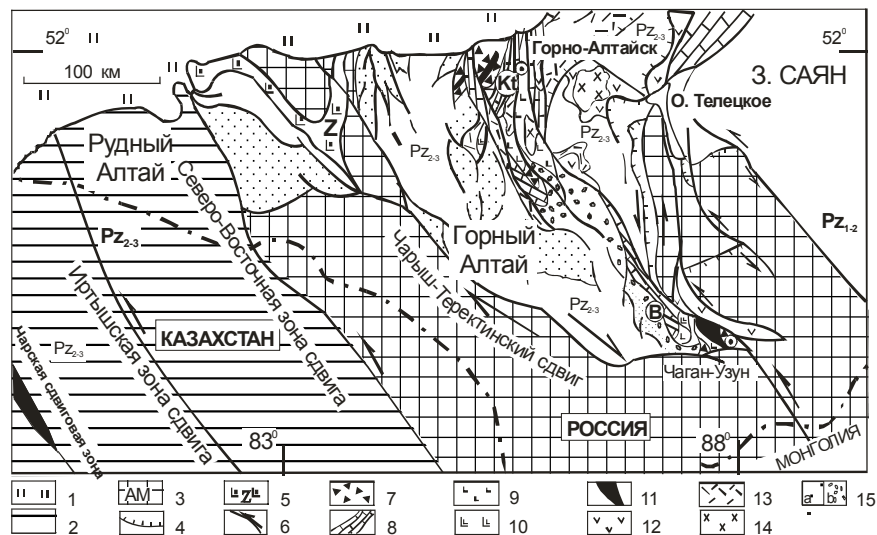 52⁰
52⁰
100 км
Горно-Алтайск
Pz₂₋₃
З. САЯН
О. Телецкое
Kt
Z
Рудный
Алтай
Pz₂₋₃
Pz₂₋₃
Pz₂₋₃
Северо-Восточная зона сдвига
Горный
Алтай
Pz₁₋₂
Чарыш-Теректинский сдвиг
Иртышская зона сдвига
КАЗАХСТАН
Pz₂₋₃
Pz₂₋₃
В
Чаган-Узун
Чарская сдвиговая зона
РОССИЯ
83⁰
88⁰
МОНГОЛИЯ
1 АМ 3 Z 5 7 9 11 13 a b 15
2 4 6 8 10 12 14